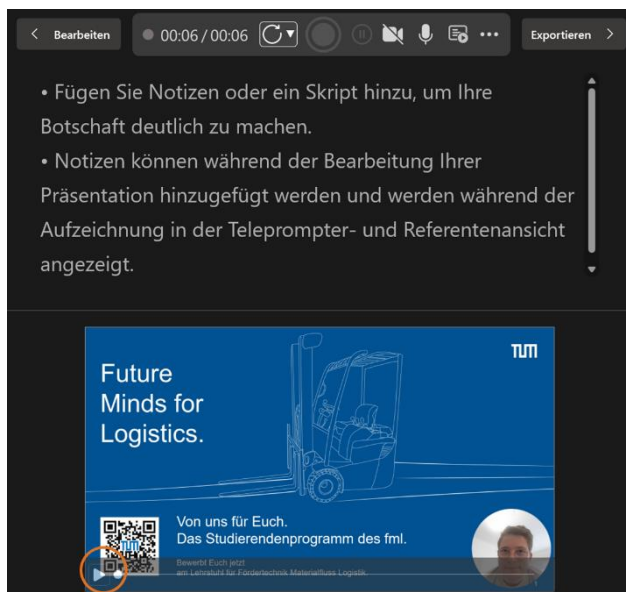 Bearbeiten
00:06 / 00:06
Exportieren
• Fügen Sie Notizen oder ein Skript hinzu, um Ihre
Botschaft deutlich zu machen.
• Notizen können während der Bearbeitung Ihrer
Präsentation hinzugefügt werden und werden während der
Aufzeichnung in der Teleprompter- und Referentenansicht
angezeigt.
TUM
Future
Minds for
Logistics.
Von uns für Euch.
Das Studierendenprogramm des fml.
TUM
Bewerbt Euch jetzt
am Lehrstuhl für Fördertechnik Materialfluss Logistik.